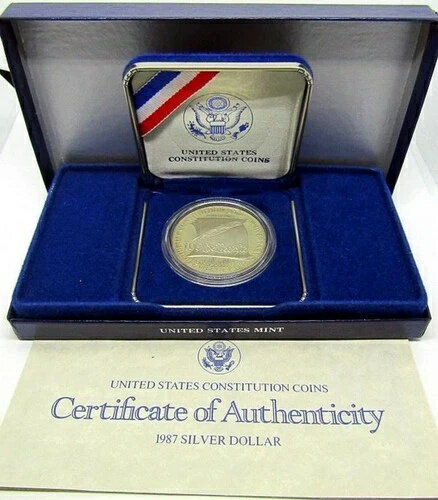 UNITED STATES
CONSTITUTION COINS
UNITED STATES MINT
UNITED STATES CONSTITUTION COINS
Certificate of Authenticity
1987 SILVER DOLLAR